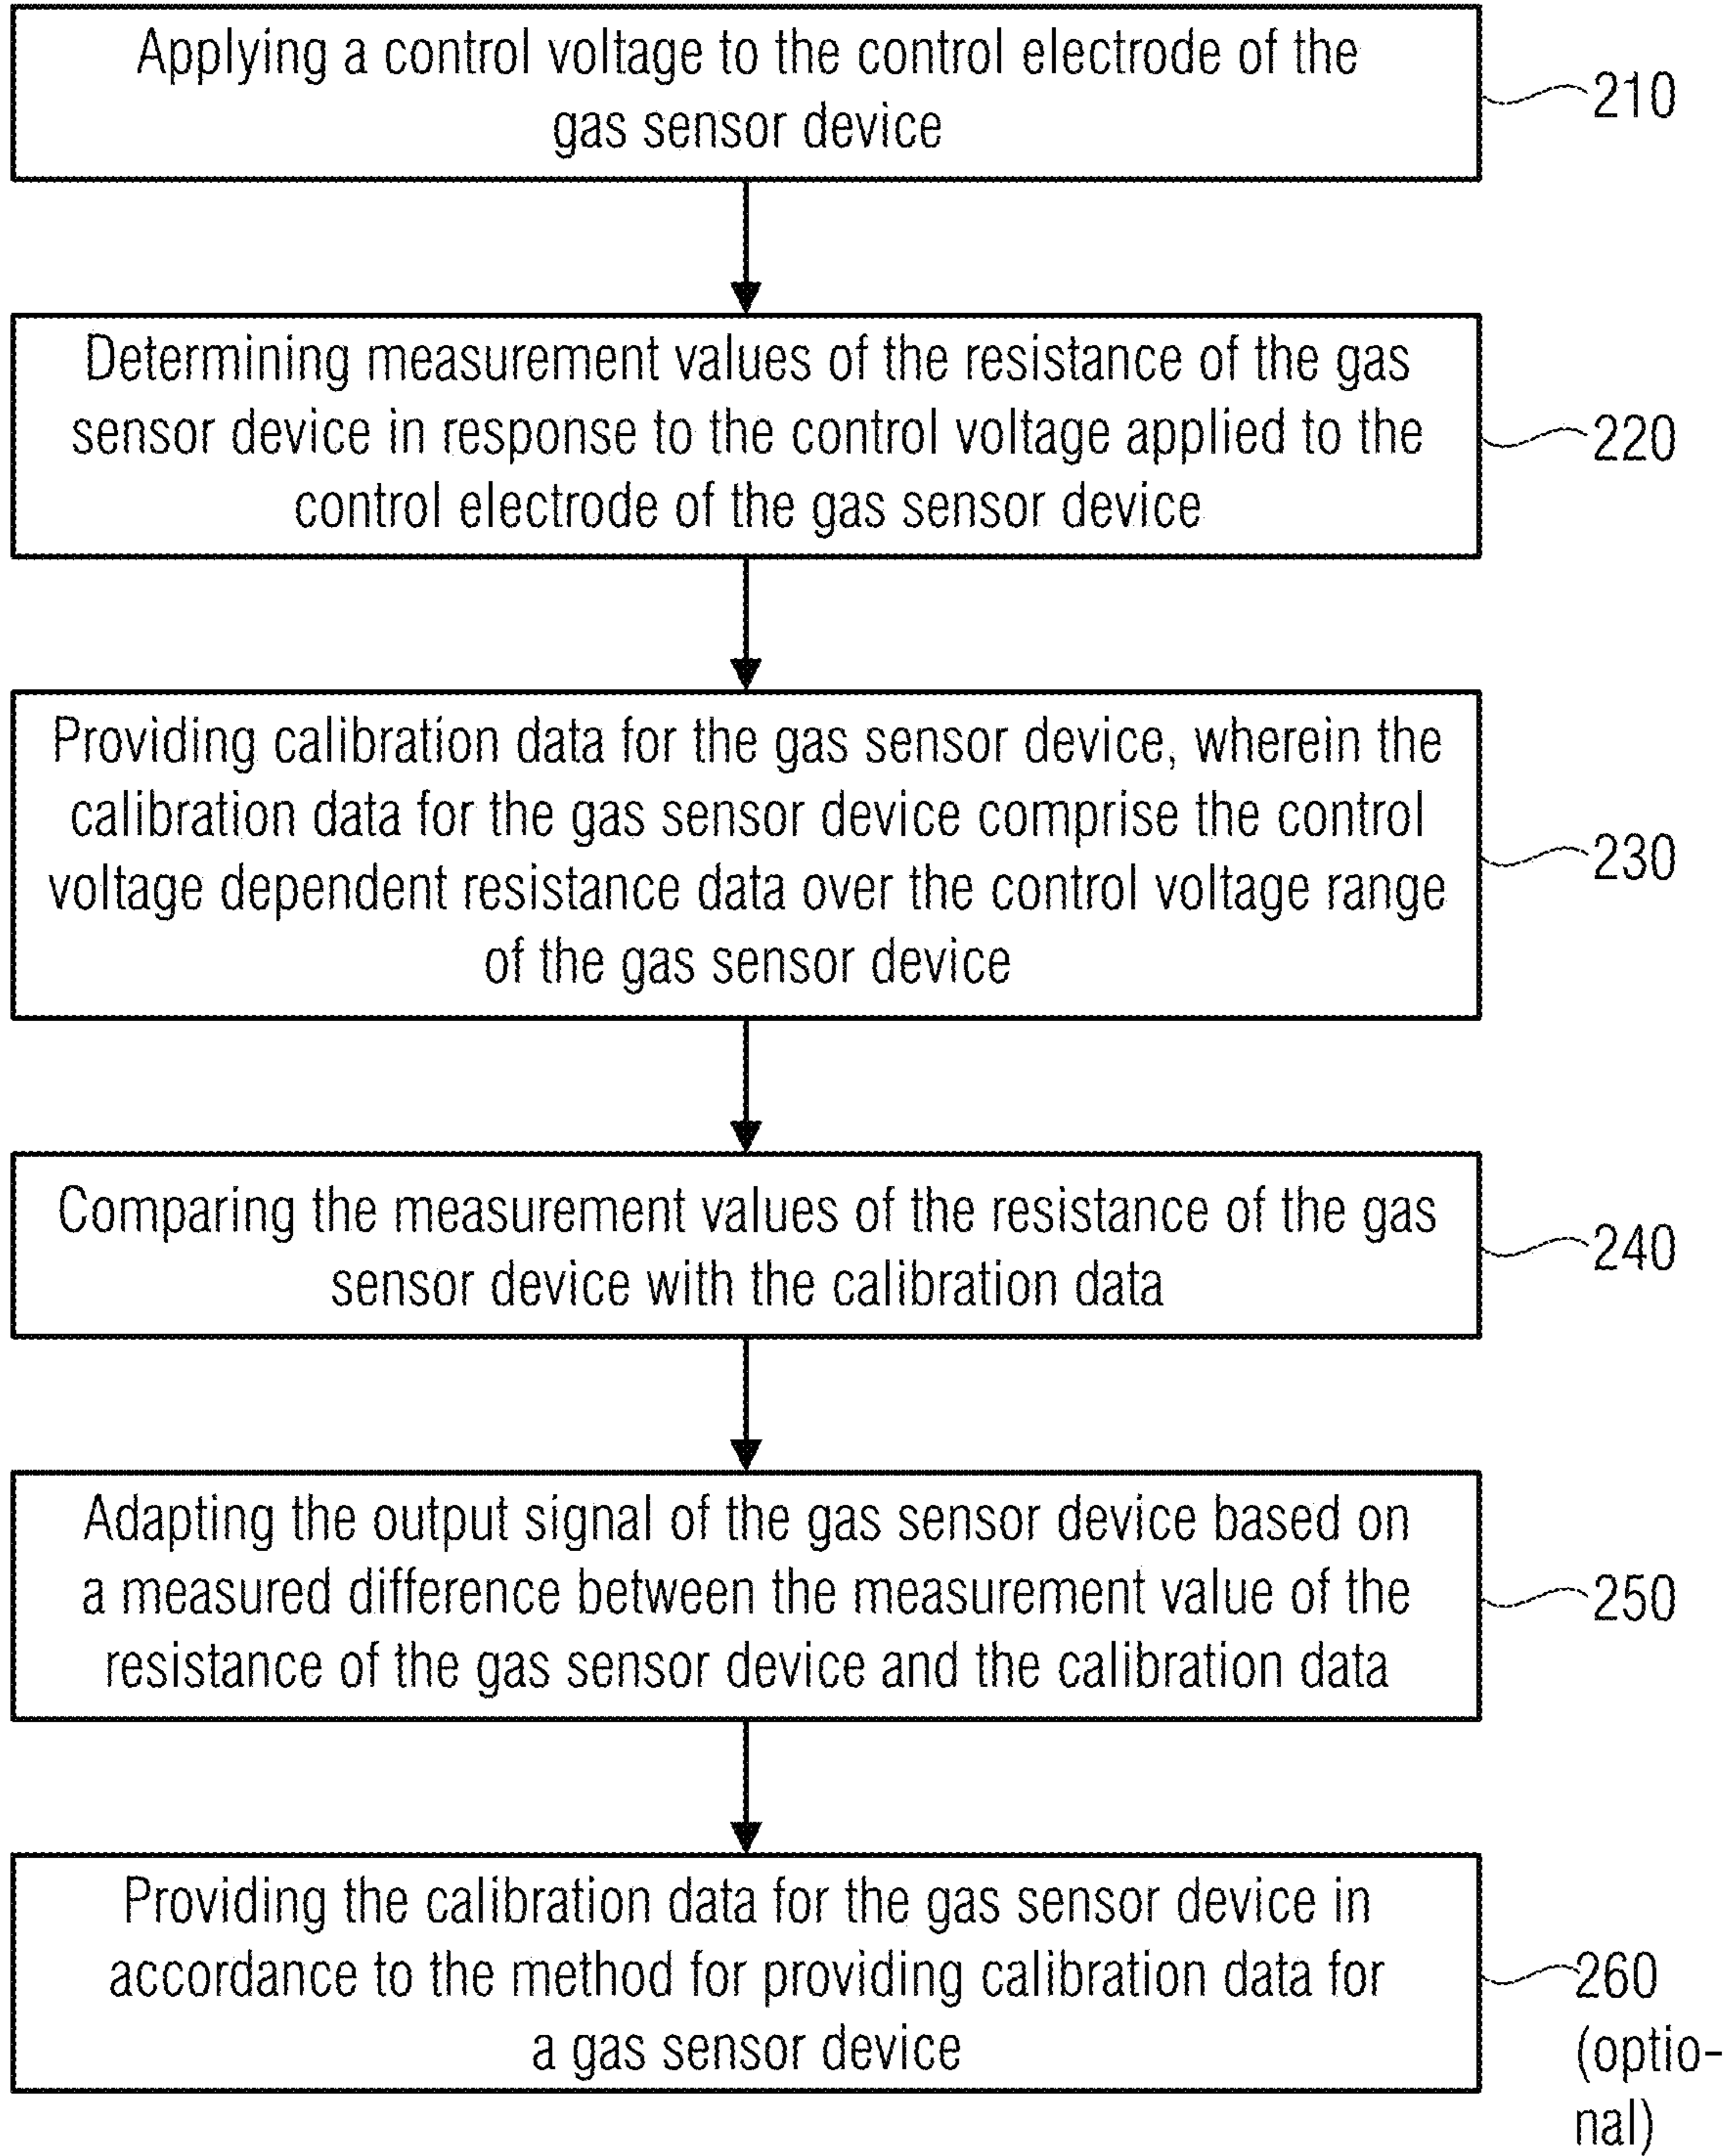 Applying a control voltage to the control electrode of the
gas sensor device
210
Determining measurement values of the resistance of the gas
sensor device in response to the control voltage applied to the
control electrode of the gas sensor device
220
Providing calibration data for the gas sensor device, wherein the
calibration data for the gas sensor device comprise the control
voltage dependent resistance data over the control voltage range
of the gas sensor device
230
Comparing the measurement values of the resistance of the gas
sensor device with the calibration data
240
Adapting the output signal of the gas sensor device based on
a measured difference between the measurement value of the
resistance of the gas sensor device and the calibration data
250
Providing the calibration data for the gas sensor device in
accordance to the method for providing calibration data for
a gas sensor device
260
(optio-
nal)